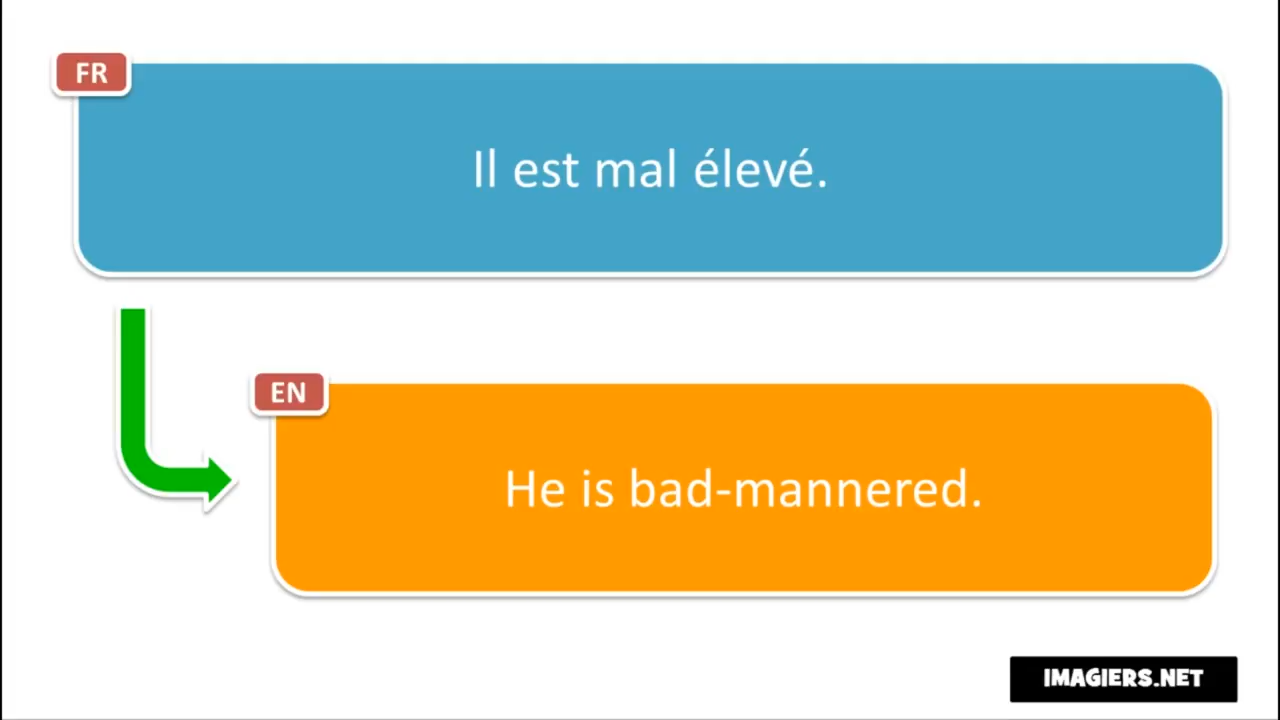 FR
Il est mal élevé.
EN
He is bad-mannered.
IMAGIERS.NET